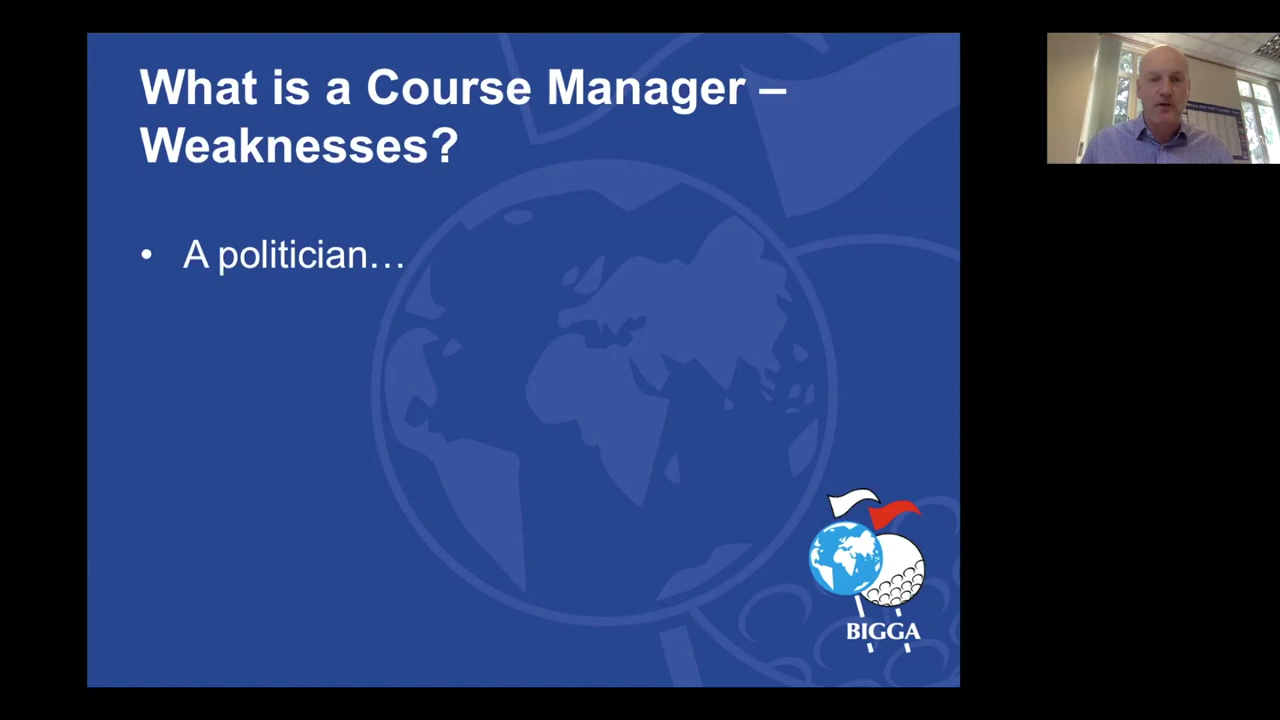 What is a Course Manager –
Weaknesses?
• A politician…
BIGGA